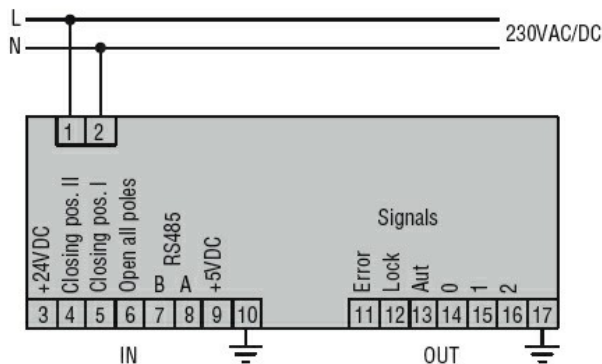 L
N
230VAC/DC
1 2
+24VDC
Closing pos. II
Closing pos. I
Open all poles
RS485
B A
+5VDC
Signals
Error
Lock
Aut
0
1
2
3 4 5 6 7 8 9 10
11 12 13 14 15 16 17
IN
OUT